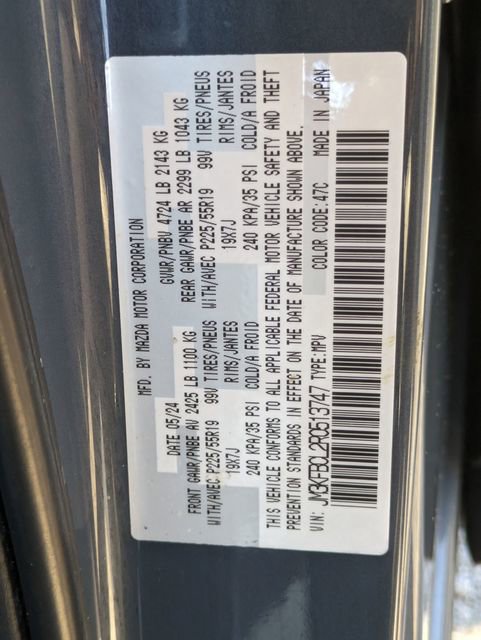 MFD. BY MAZDA MOTOR CORPORATION
DATE 05/24 GVWR/PNBV 4724 LB 2143 KG
FRONT GAWR/PNBE AV 2425 LB 1100 KG REAR GAWR/PNBE AR 2299 LB 1043 KG
WITH/AVEC P225/55R19 99V TIRES/PNEUS WITH/AVEC P225/55R19 99V TIRES/PNEUS
19X7J RIMS/JANTES 19X7J RIMS/JANTES
240 KPA/35 PSI COLD/A FROID 240 KPA/35 PSI COLD/A FROID
THIS VEHICLE CONFORMS TO ALL APPLICABLE FEDERAL MOTOR VEHICLE SAFETY AND THEFT
PREVENTION STANDARDS IN EFFECT ON THE DATE OF MANUFACTURE SHOWN ABOVE.
VIN: JM3KFBCL2R0513747 TYPE:MPV COLOR CODE:47C MADE IN JAPAN